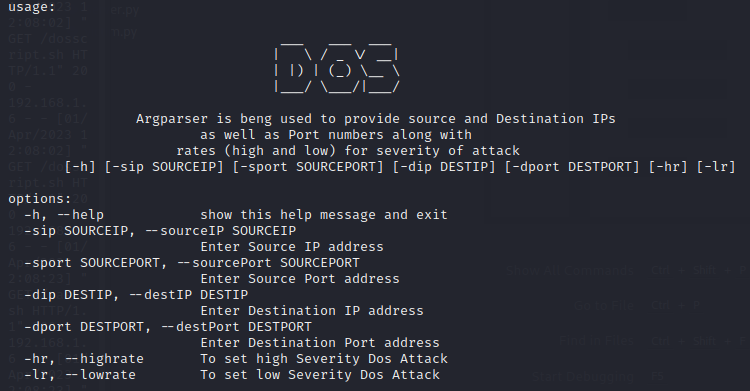 usage:
DOS
Argparser is beng used to provide source and Destination IPs
as well as Port numbers along with
rates (high and low) for severity of attack
[-h] [-sip SOURCEIP] [-sport SOURCEPORT] [-dip DESTIP] [-dport DESTPORT] [-hr] [-lr]
options:
-h, --help show this help message and exit
-sip SOURCEIP, --sourceIP SOURCEIP
Enter Source IP address
-sport SOURCEPORT, --sourcePort SOURCEPORT
Enter Source Port address
-dip DESTIP, --destIP DESTIP
Enter Destination IP address
-dport DESTPORT, --destPort DESTPORT
Enter Destination Port address
-hr, --highrate To set high Severity Dos Attack
-lr, --lowrate To set low Severity Dos Attack